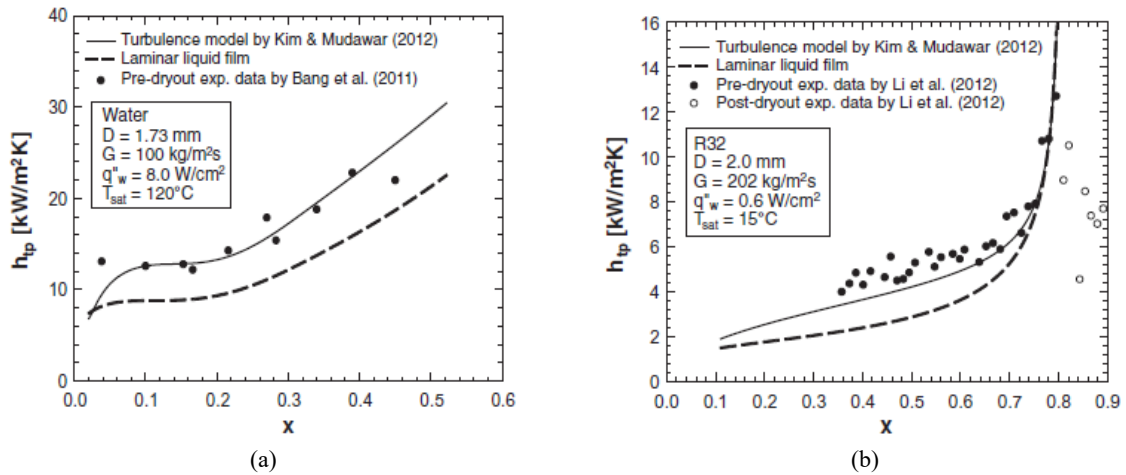 40
30
20
10
0
h_tp [kW/m²K]
Turbulence model by Kim & Mudawar (2012)
Laminar liquid film
Pre-dryout exp. data by Bang et al. (2011)
Water
D = 1.73 mm
G = 100 kg/m²s
q"_w = 8.0 W/cm²
T_sat = 120°C
0.0 0.1 0.2 0.3 0.4 0.5 0.6
x
(a)
16
14
12
10
8
6
4
2
0
h_tp [kW/m²K]
Turbulence model by Kim & Mudawar (2012)
Laminar liquid film
Pre-dryout exp. data by Li et al. (2012)
Post-dryout exp. data by Li et al. (2012)
R32
D = 2.0 mm
G = 202 kg/m²s
q"_w = 0.6 W/cm²
T_sat = 15°C
0.0 0.1 0.2 0.3 0.4 0.5 0.6 0.7 0.8 0.9
x
(b)